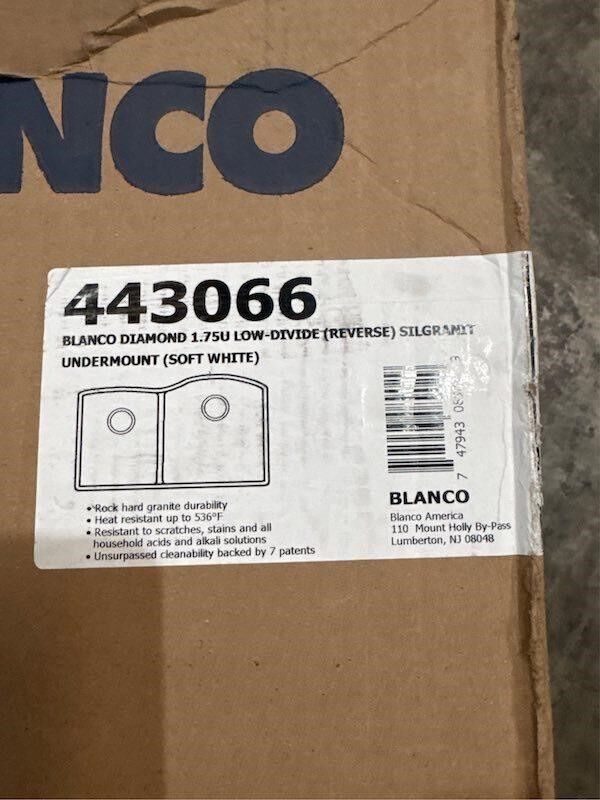 NCO
443066
BLANCO DIAMOND 1.75U LOW-DIVIDE (REVERSE) SILGRANIT
UNDERMOUNT (SOFT WHITE)
• Rock hard granite durability
• Heat resistant up to 536°F
• Resistant to scratches, stains and all
household acids and alkali solutions
• Unsurpassed cleanability backed by 7 patents
7 47943
BLANCO
Blanco America
110 Mount Holly By-Pass
Lumberton, NJ 08048